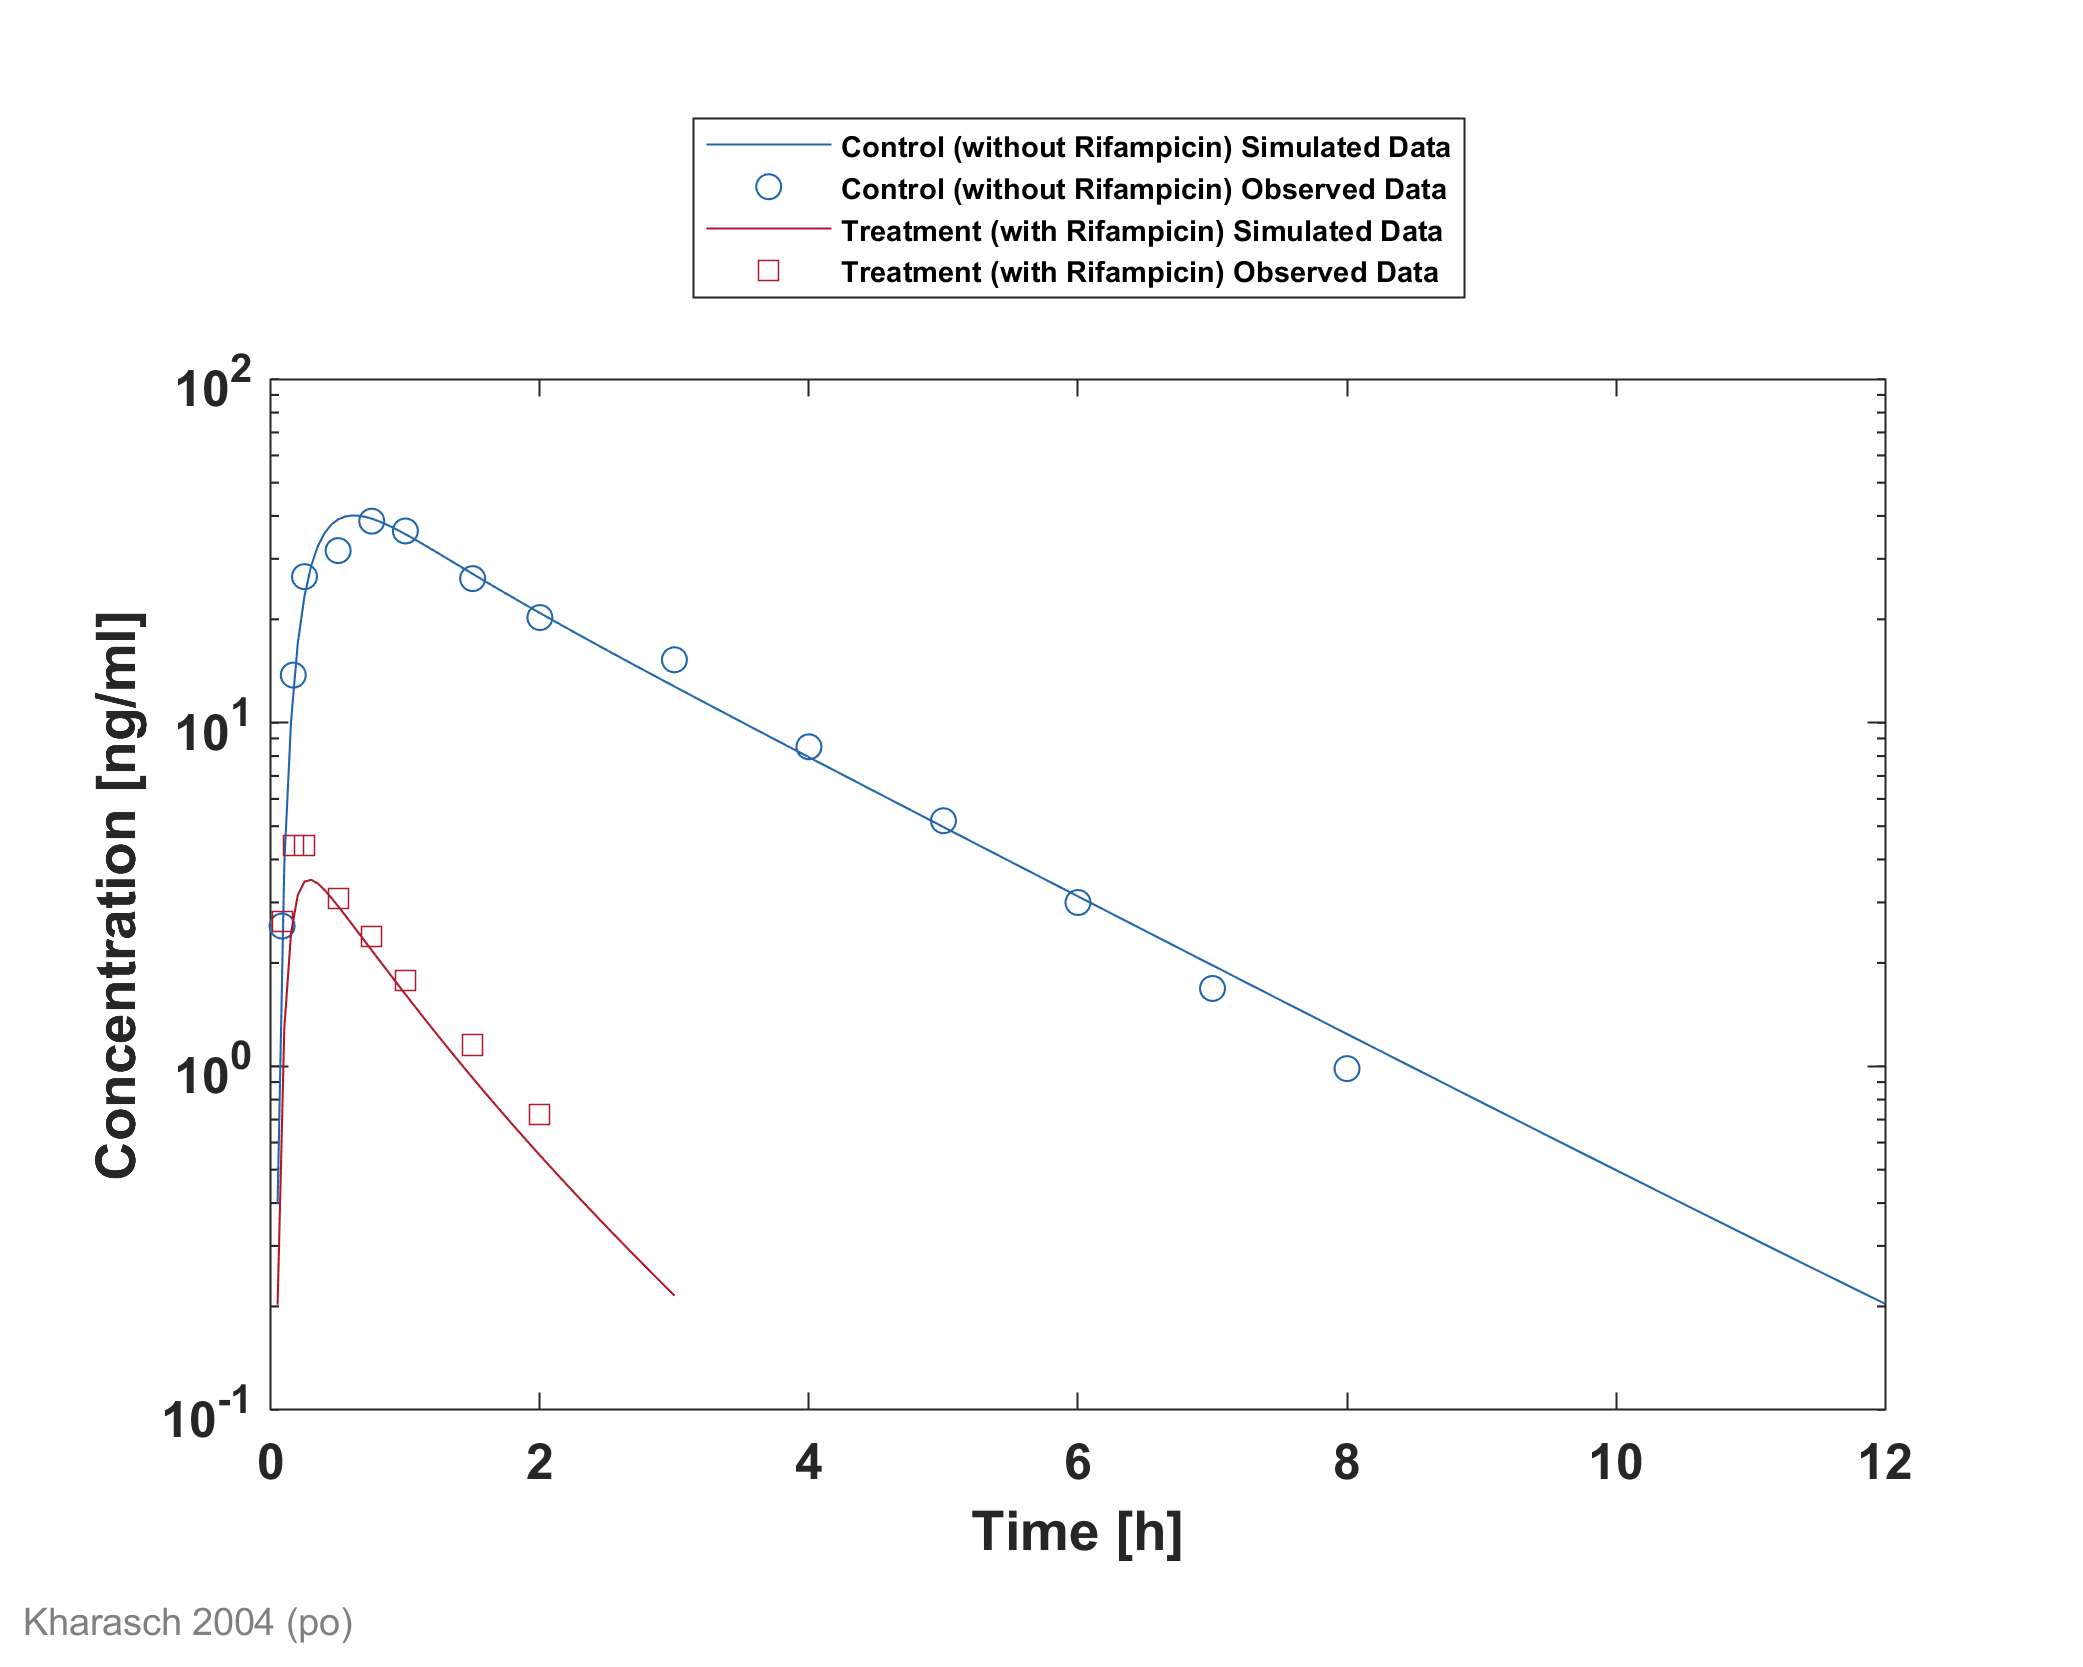 Control (without Rifampicin) Simulated Data
Control (without Rifampicin) Observed Data
Treatment (with Rifampicin) Simulated Data
Treatment (with Rifampicin) Observed Data
10^2
10^1
10^0
10^-1
Concentration [ng/ml]
0 2 4 6 8 10 12
Time [h]
Kharasch 2004 (po)